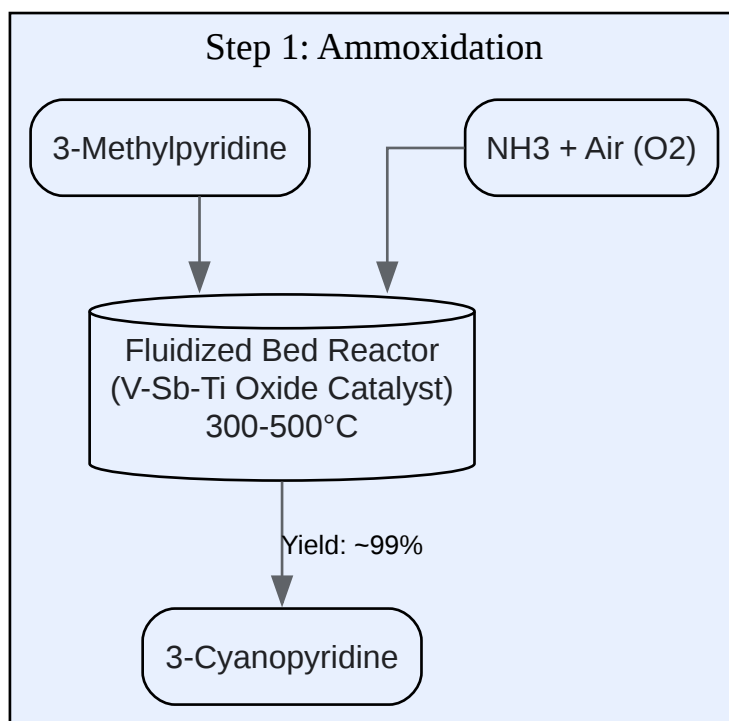 Step 1: Ammoxidation
3-Methylpyridine
NH3 + Air (O2)
Fluidized Bed Reactor
(V-Sb-Ti Oxide Catalyst)
300-500°C
Yield: ~99%
3-Cyanopyridine